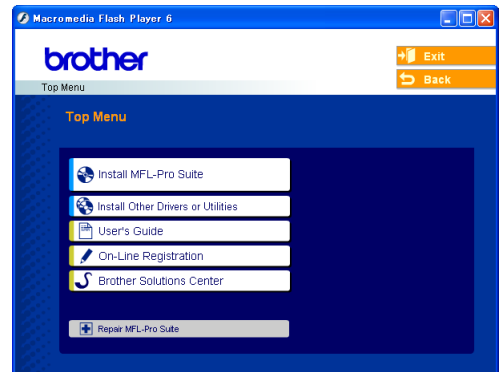 Macromedia Flash Player 6
brother
Exit
Back
Top Menu
Top Menu
Install MFL-Pro Suite
Install Other Drivers or Utilities
User's Guide
On-Line Registration
Brother Solutions Center
Repair MFL-Pro Suite